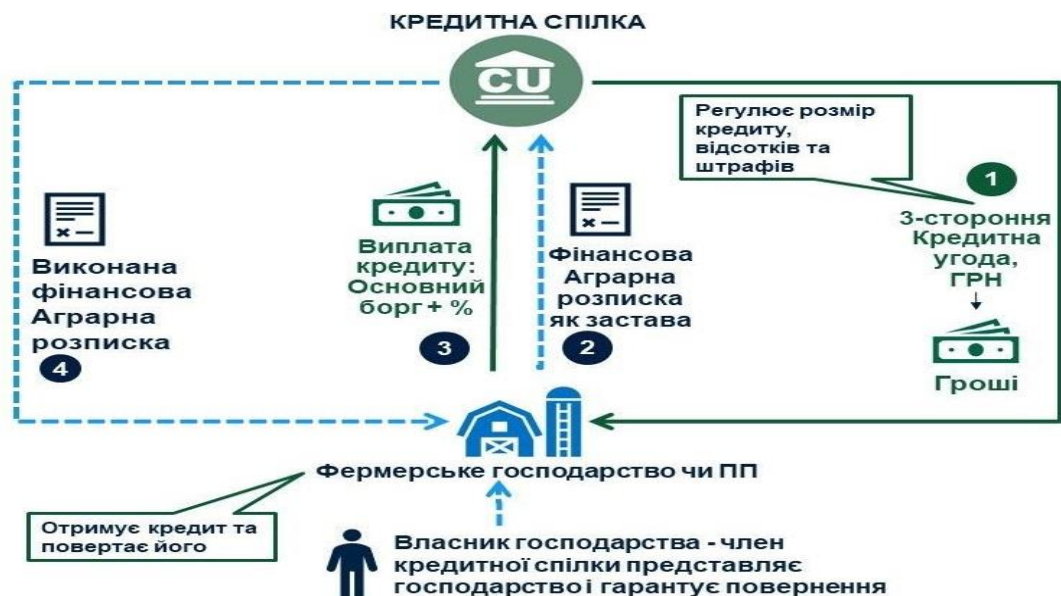 КРЕДИТНА СПІЛКА
CU
Регулює розмір
кредиту,
відсотків та
штрафів
1
3-стороння
Кредитна
угода,
ГРН
Гроші
Фінансова
Аграрна
розписка
як застава
2
Виплата
кредиту:
Основний
борг + %
3
Виконана
фінансова
Аграрна
розписка
4
Фермерське господарство чи ПП
Отримує кредит та
повертає його
Власник господарства - член
кредитної спілки представляє
господарство і гарантує повернення